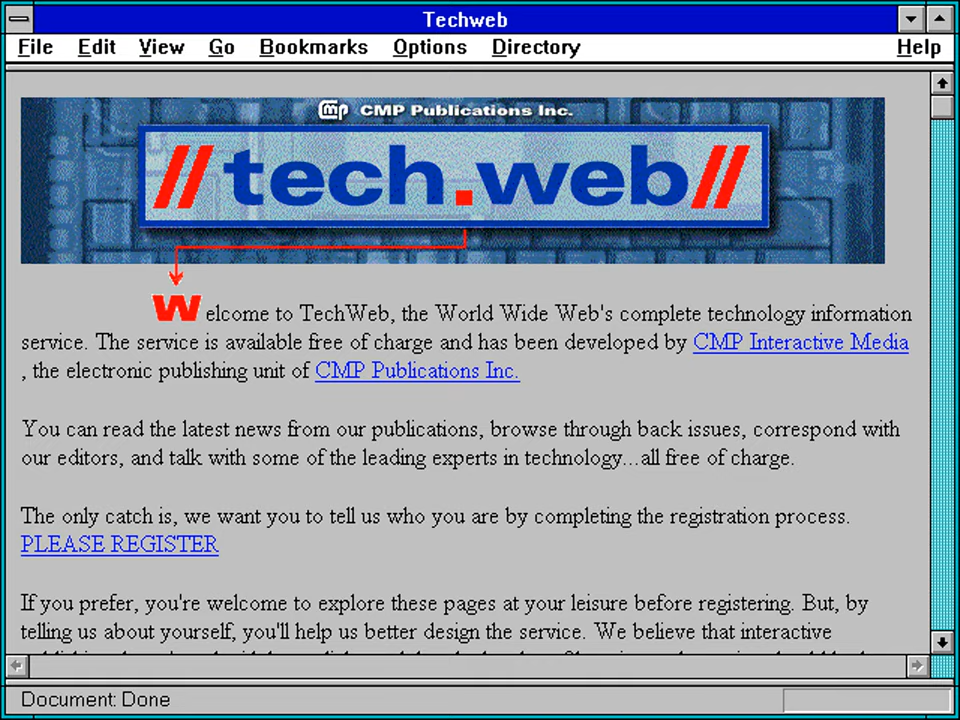 Techweb
File Edit View Go Bookmarks Options Directory Help
cmp CMP Publications Inc.
//tech.web//
Welcome to TechWeb, the World Wide Web's complete technology information
service. The service is available free of charge and has been developed by CMP Interactive Media
, the electronic publishing unit of CMP Publications Inc.
You can read the latest news from our publications, browse through back issues, correspond with
our editors, and talk with some of the leading experts in technology...all free of charge.
The only catch is, we want you to tell us who you are by completing the registration process.
PLEASE REGISTER
If you prefer, you're welcome to explore these pages at your leisure before registering. But, by
telling us about yourself, you'll help us better design the service. We believe that interactive
Document: Done